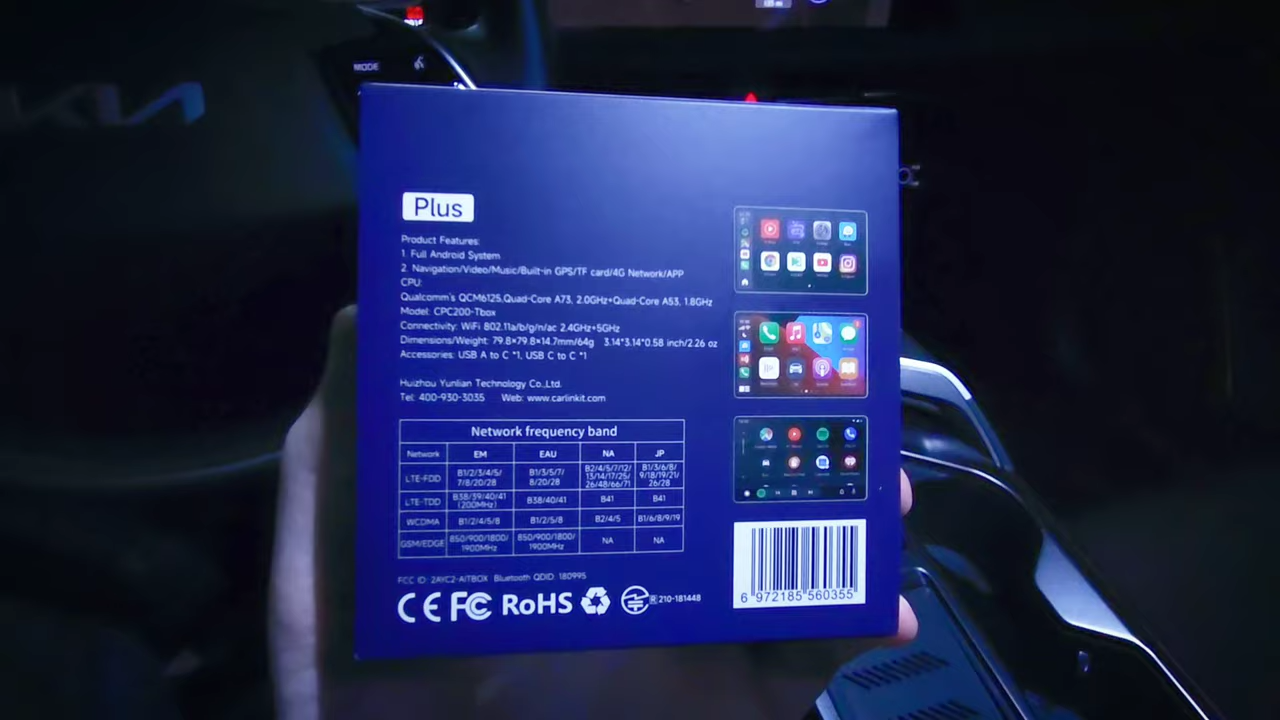 MODE
KIA
Plus
Product Features:
1. Full Android System
2. Navigation/Video/Music/Built-in GPS/TF card/4G Network/APP
CPU:
Qualcomm's QCM6125,Quad-Core A73, 2.0GHz+Quad-Core A53, 1.8GHz
Model: CPC200-Tbox
Connectivity: WiFi 802.11a/b/g/n/ac 2.4GHz+5GHz
Dimensions/Weight: 79.8*79.8*14.7mm/64g 3.14*3.14*0.58 inch/2.26 oz
Accessories: USB A to C *1, USB C to C *1
Huizhou Yunlian Technology Co.,Ltd.
Tel: 400-930-3035 Web: www.carlinkit.com
Network frequency band
Network EM EAU NA JP
LTE-FDD B1/2/3/4/5/7/8/20/28 B1/3/5/7/8/20/28 B2/4/5/7/12/13/14/17/25/26/48/66/71 B1/3/6/8/9/18/19/21/26/28
LTE-TDD B38/39/40/41 (200MHz) B38/40/41 B41 B41
WCDMA B1/2/4/5/8 B1/2/5/8 B2/4/5 B1/6/8/9/19
GSM/EDGE 850/900/1800/1900MHz 850/900/1800/1900MHz NA NA
FCC ID: 2AYC2-AITBOX Bluetooth QDID: 180995
CE FC RoHS R 210-181448
6 972185 560355